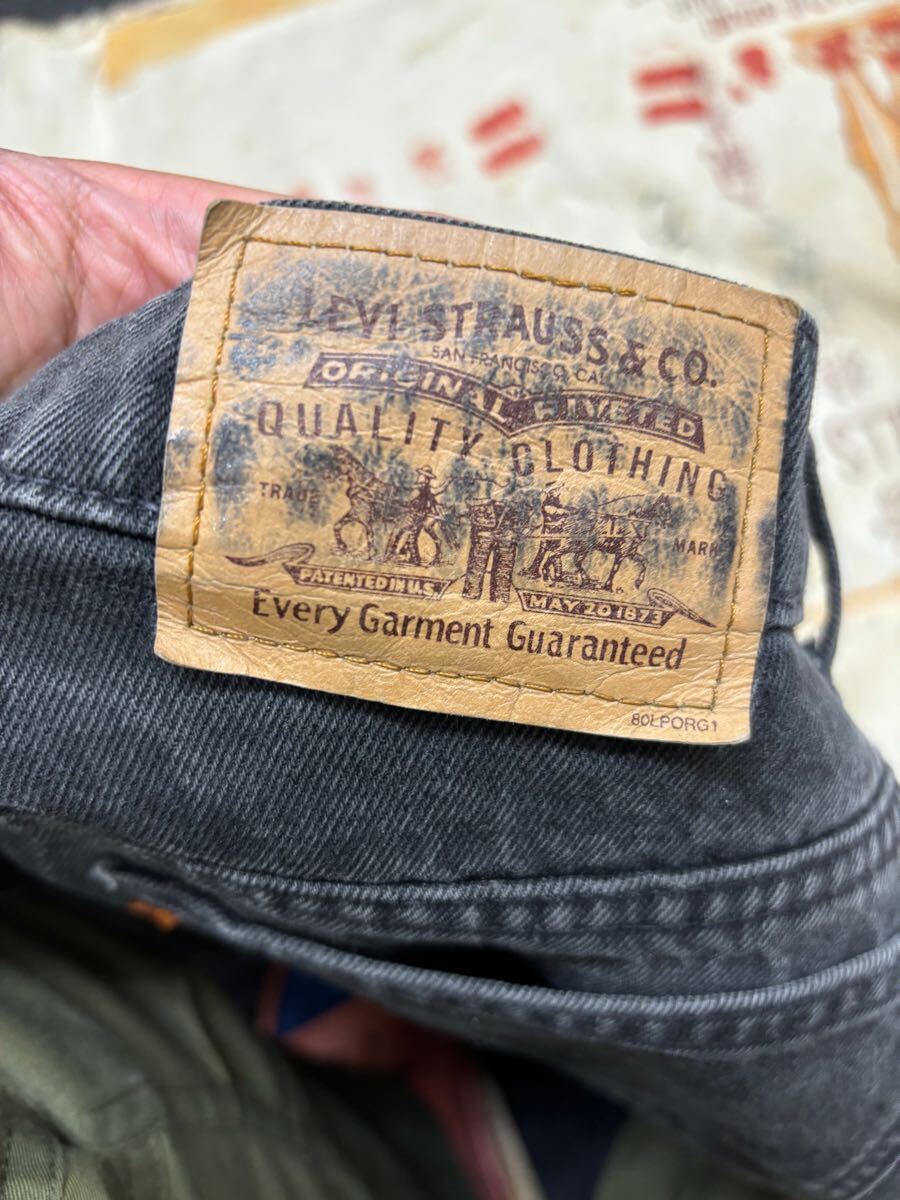 LEVI STRAUSS & CO.
SAN FRANCISCO, CAL.
ORIGINAL RIVETED
QUALITY CLOTHING
TRADE MARK
PATENTED IN U.S.
MAY 20 1873
Every Garment Guaranteed
80LPORG1